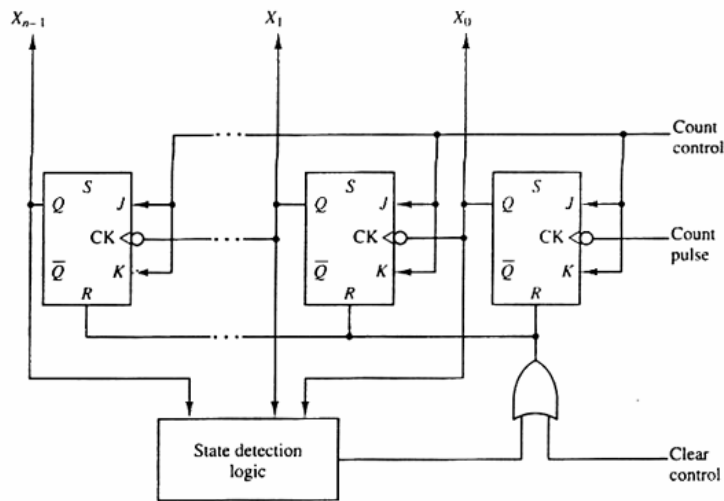 X_{n-1} X_1 X_0
Count control
S S S
Q J Q J Q J
CK CK CK
Count pulse
Q̅ K Q̅ K Q̅ K
R R R
State detection logic
Clear control